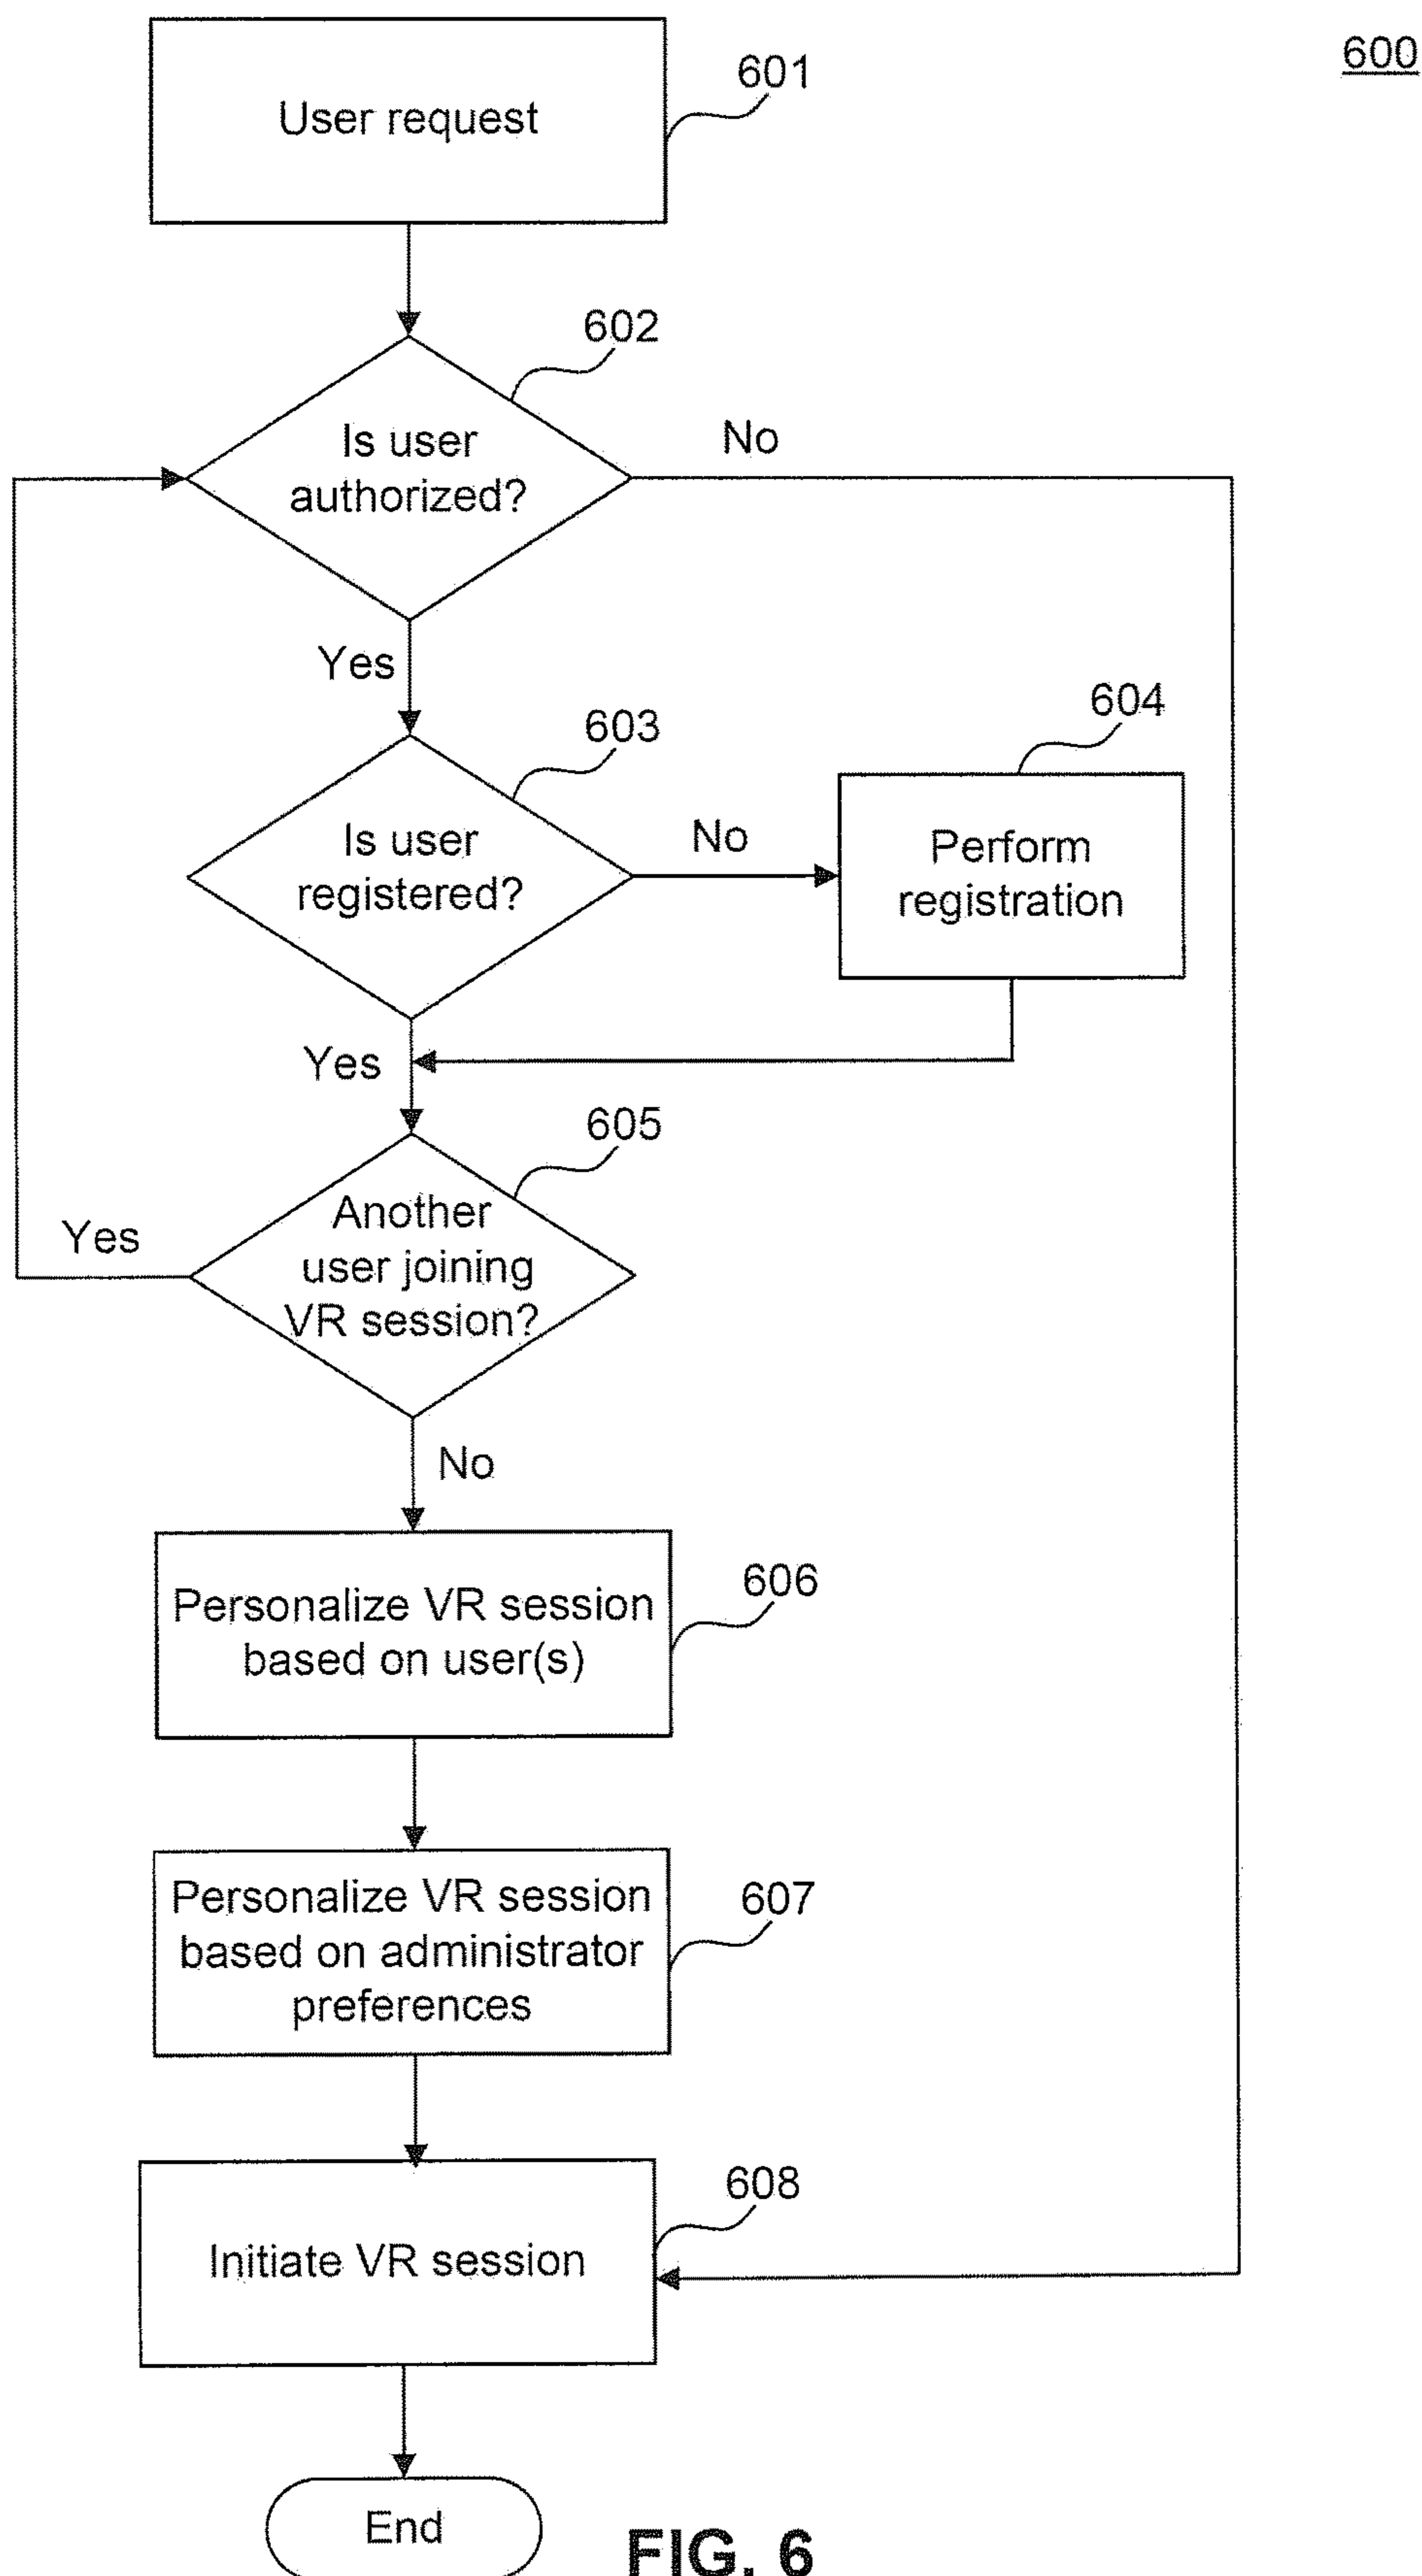 600
User request
601
602
Is user
authorized?
No
Yes
603
Is user
registered?
No
604
Perform
registration
Yes
605
Another
user joining
VR session?
Yes
No
Personalize VR session
based on user(s)
606
Personalize VR session
based on administrator
preferences
607
Initiate VR session
608
End
FIG. 6